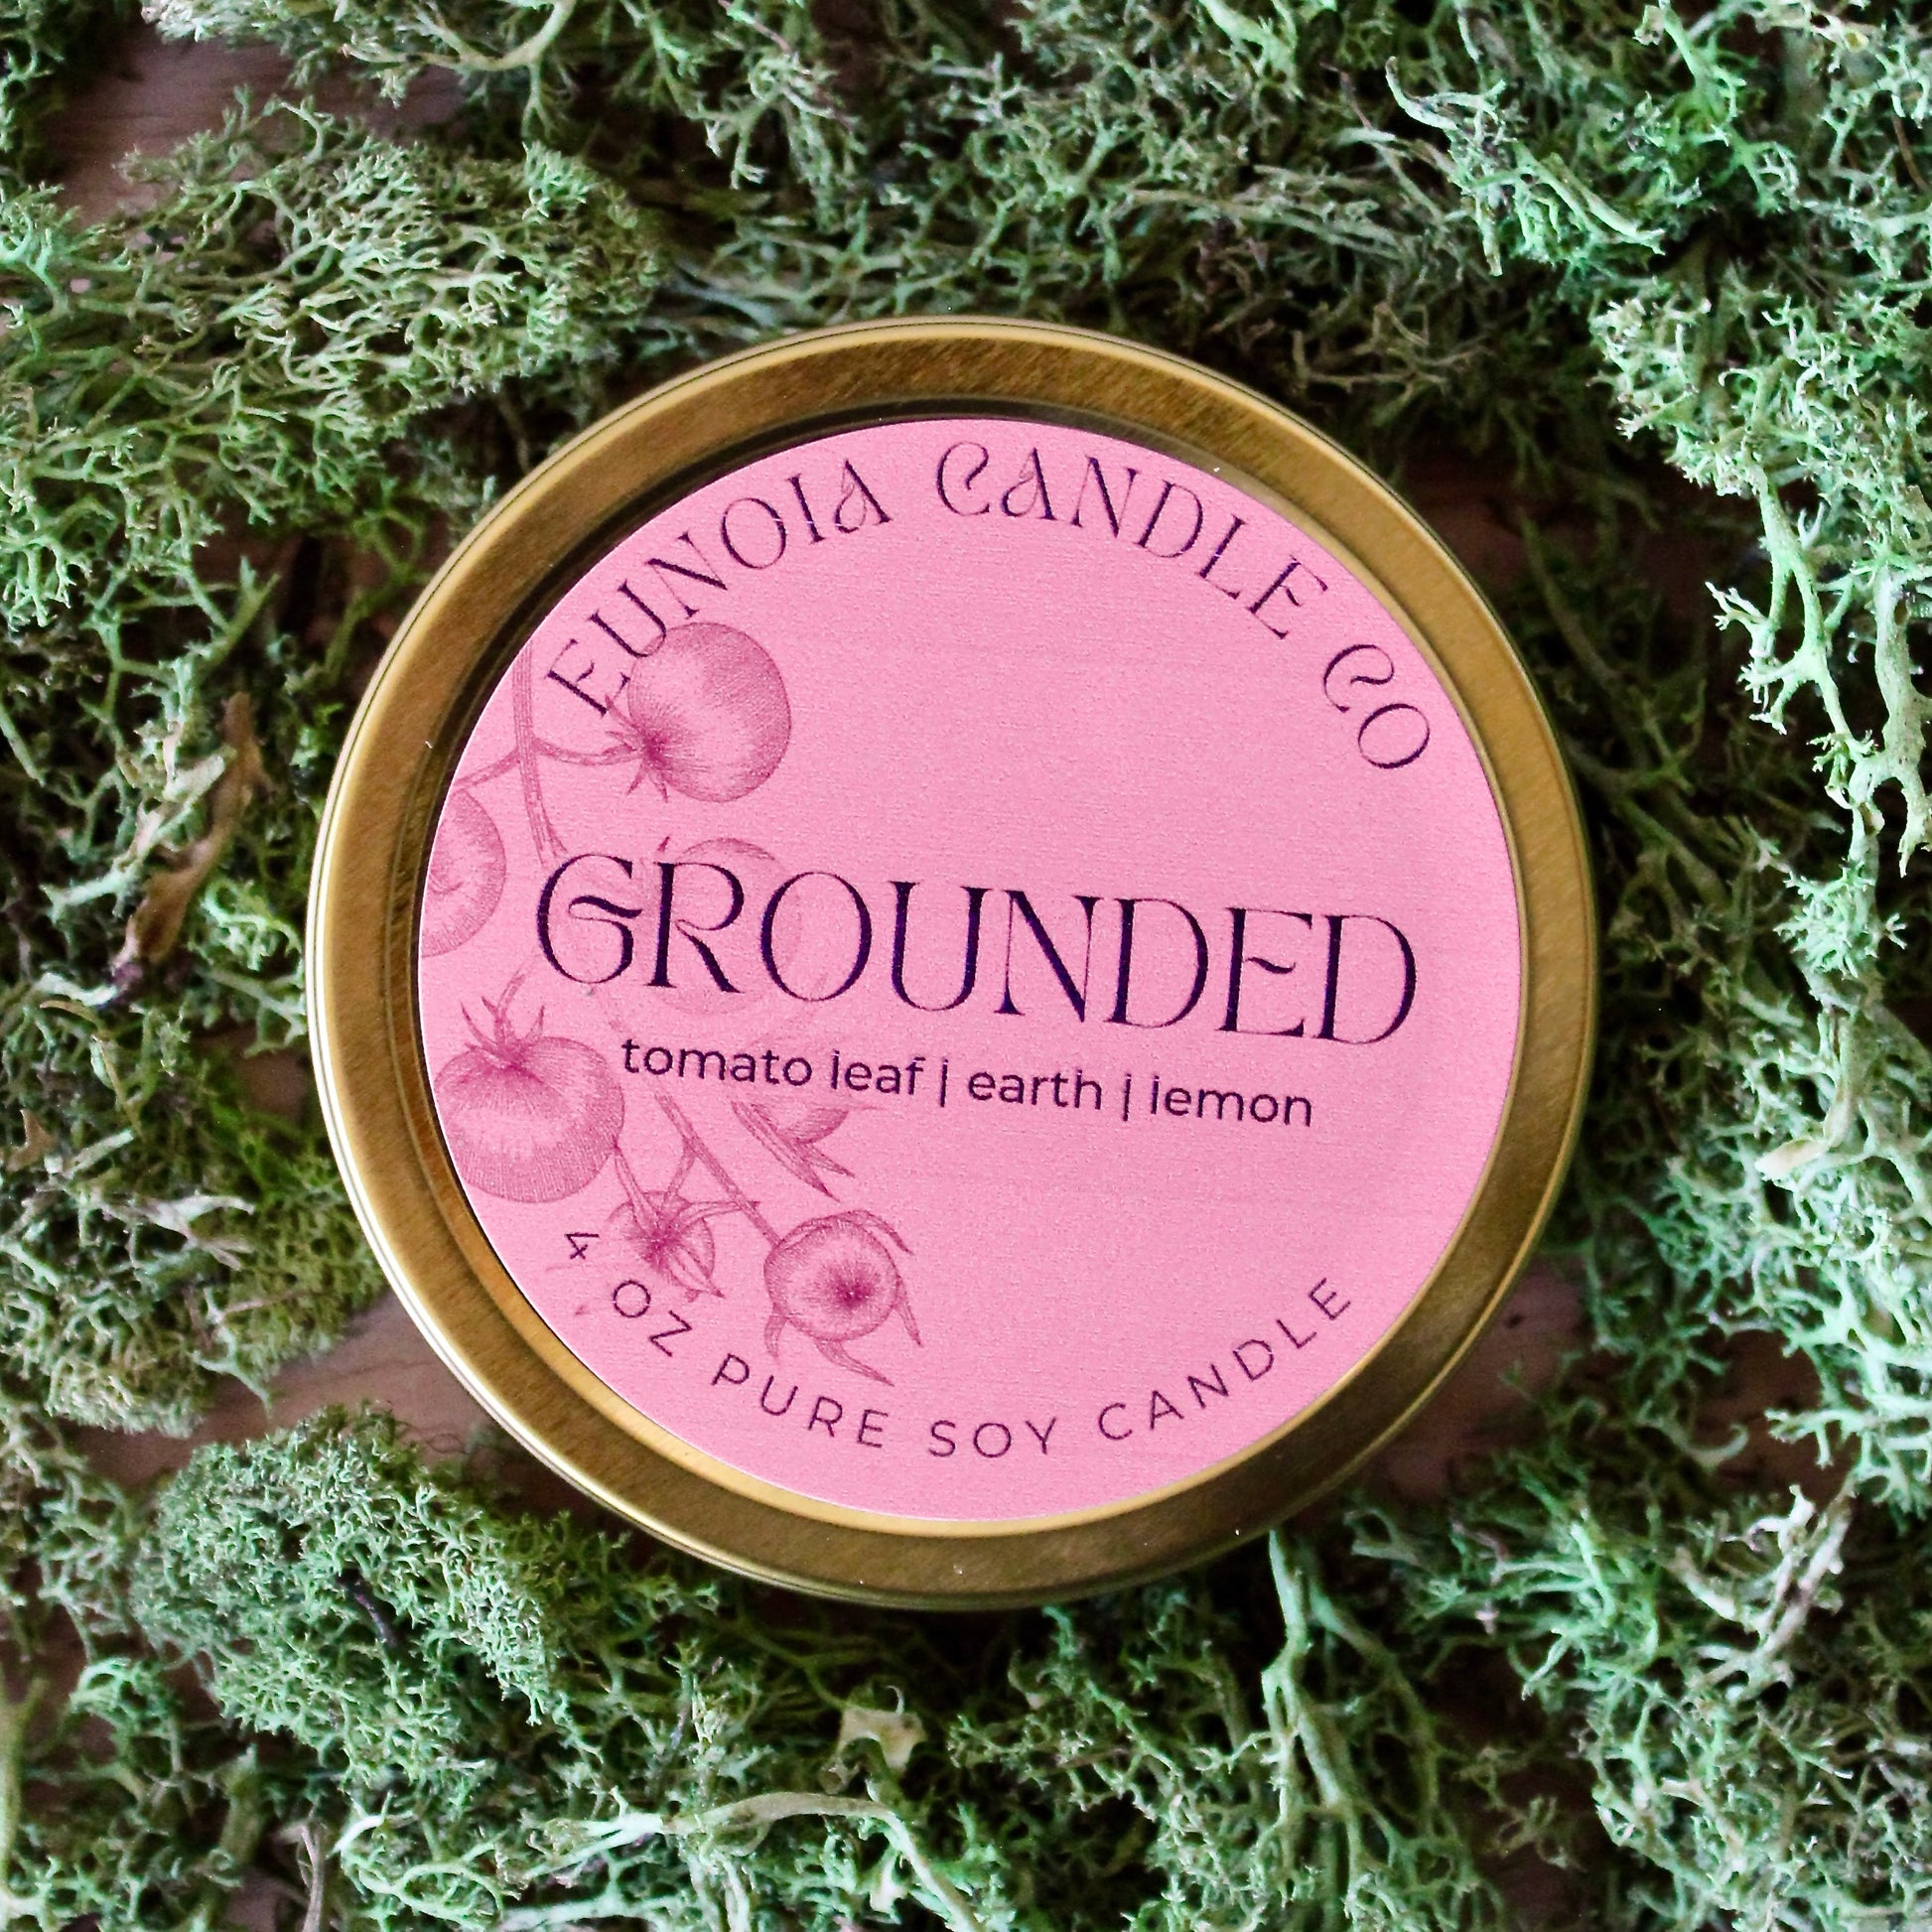 EUNOIA CANDLE CO
GROUNDED
tomato leaf | earth | lemon
4 OZ PURE SOY CANDLE